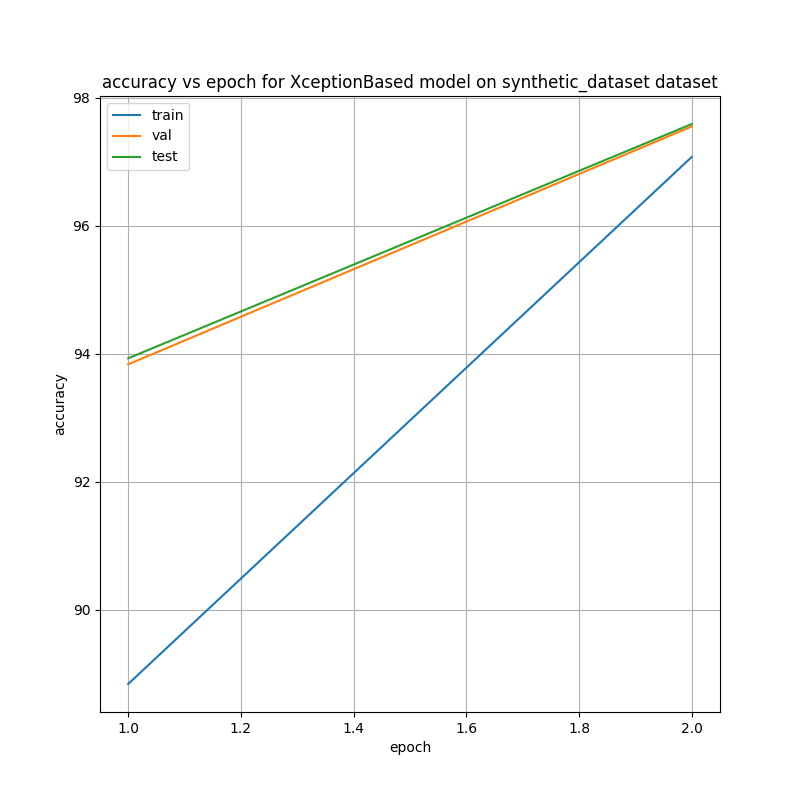 accuracy vs epoch for XceptionBased model on synthetic_dataset dataset
train
val
test
98
96
94
92
90
accuracy
1.0 1.2 1.4 1.6 1.8 2.0
epoch